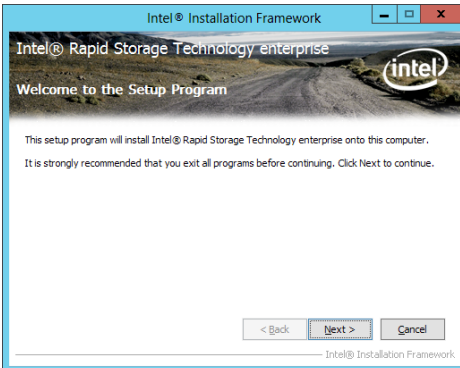 Intel® Installation Framework
Intel® Rapid Storage Technology enterprise
intel
Welcome to the Setup Program
This setup program will install Intel® Rapid Storage Technology enterprise onto this computer.
It is strongly recommended that you exit all programs before continuing. Click Next to continue.
< Back Next > Cancel
Intel® Installation Framework